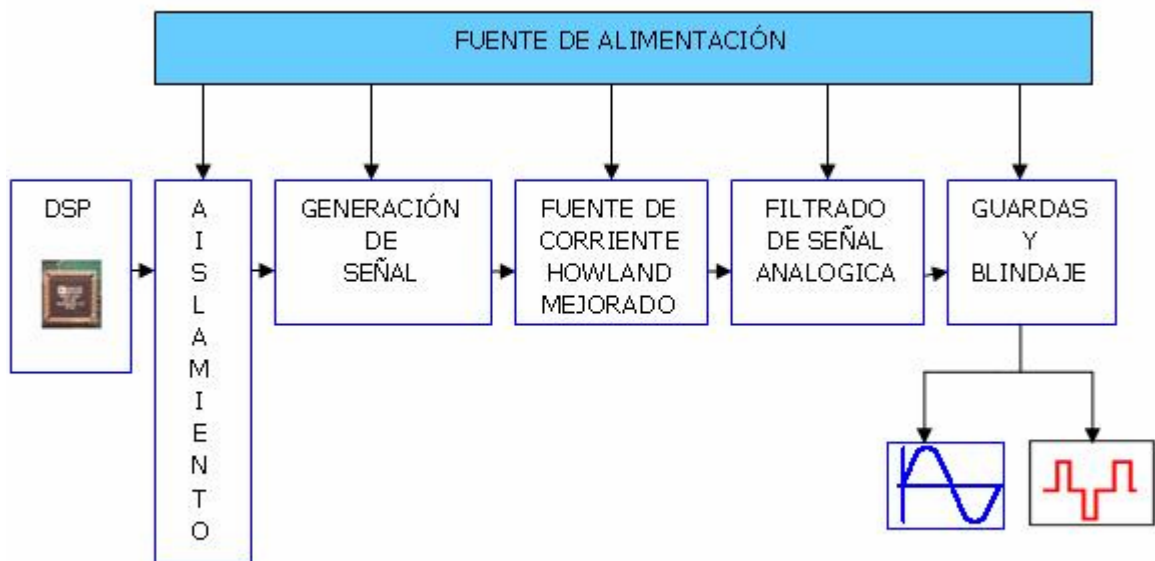 FUENTE DE ALIMENTACIÓN
DSP
A
I
S
L
A
M
I
E
N
T
O
GENERACIÓN
DE
SEÑAL
FUENTE DE
CORRIENTE
HOWLAND
MEJORADO
FILTRADO
DE SEÑAL
ANALOGICA
GUARDAS
Y
BLINDAJE